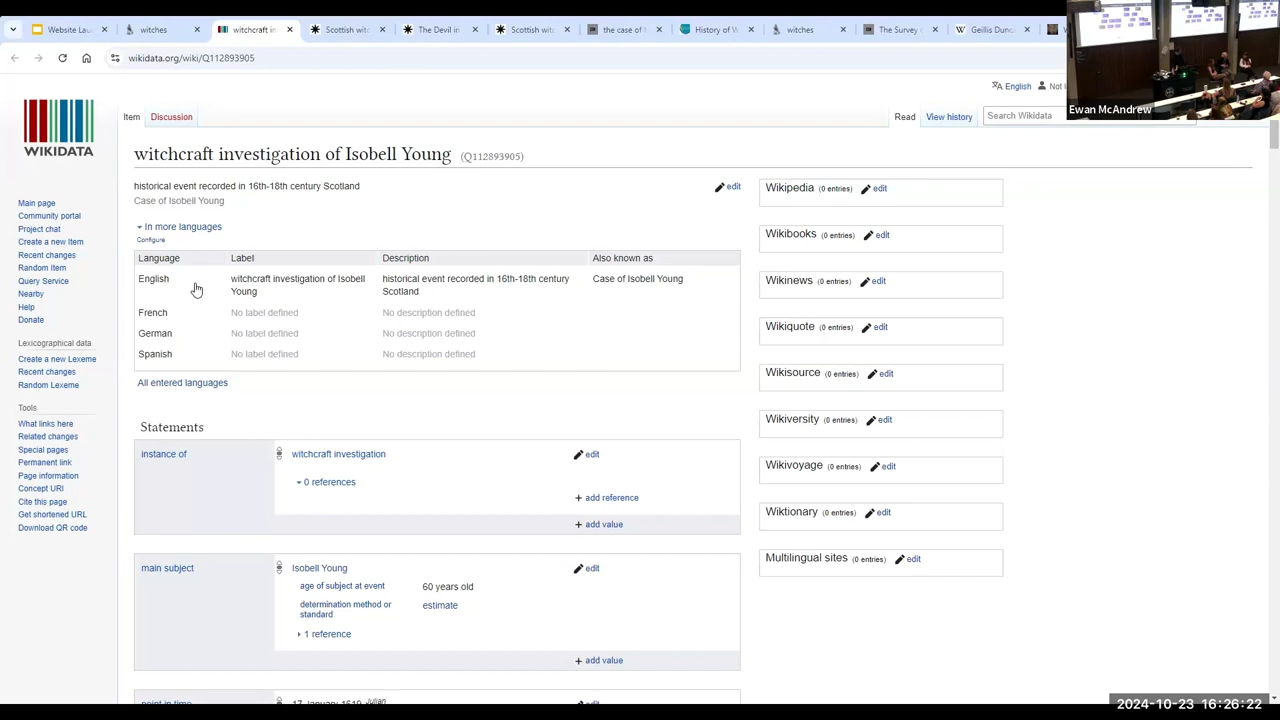 Website Lau
witches
witchcraft in
Scottish wit
Devil i
Scottish wit
the case of
History of W
witches
The Survey
Geillis Dunc
wikidata.org/wiki/Q112893905
Ewan McAndrew
English
Not l
WIKIDATA
Item
Discussion
Read
View history
Search Wikidata
witchcraft investigation of Isobell Young (Q112893905)
historical event recorded in 16th-18th century Scotland
edit
Case of Isobell Young
In more languages
Configure
Language Label Description Also known as
English witchcraft investigation of Isobell historical event recorded in 16th-18th century Case of Isobell Young
Young Scotland
French No label defined No description defined
German No label defined No description defined
Spanish No label defined No description defined
All entered languages
Statements
instance of witchcraft investigation edit
0 references
+ add reference
+ add value
main subject Isobell Young edit
age of subject at event 60 years old
determination method or estimate
standard
1 reference
+ add value
point in time 17 January 1619 Julian edit
Main page
Community portal
Project chat
Create a new Item
Recent changes
Random Item
Query Service
Nearby
Help
Donate
Lexicographical data
Create a new Lexeme
Recent changes
Random Lexeme
Tools
What links here
Related changes
Special pages
Permanent link
Page information
Concept URI
Cite this page
Get shortened URL
Download QR code
Wikipedia (0 entries) edit
Wikibooks (0 entries) edit
Wikinews (0 entries) edit
Wikiquote (0 entries) edit
Wikisource (0 entries) edit
Wikiversity (0 entries) edit
Wikivoyage (0 entries) edit
Wiktionary (0 entries) edit
Multilingual sites (0 entries) edit
2024-10-23 16:26:22